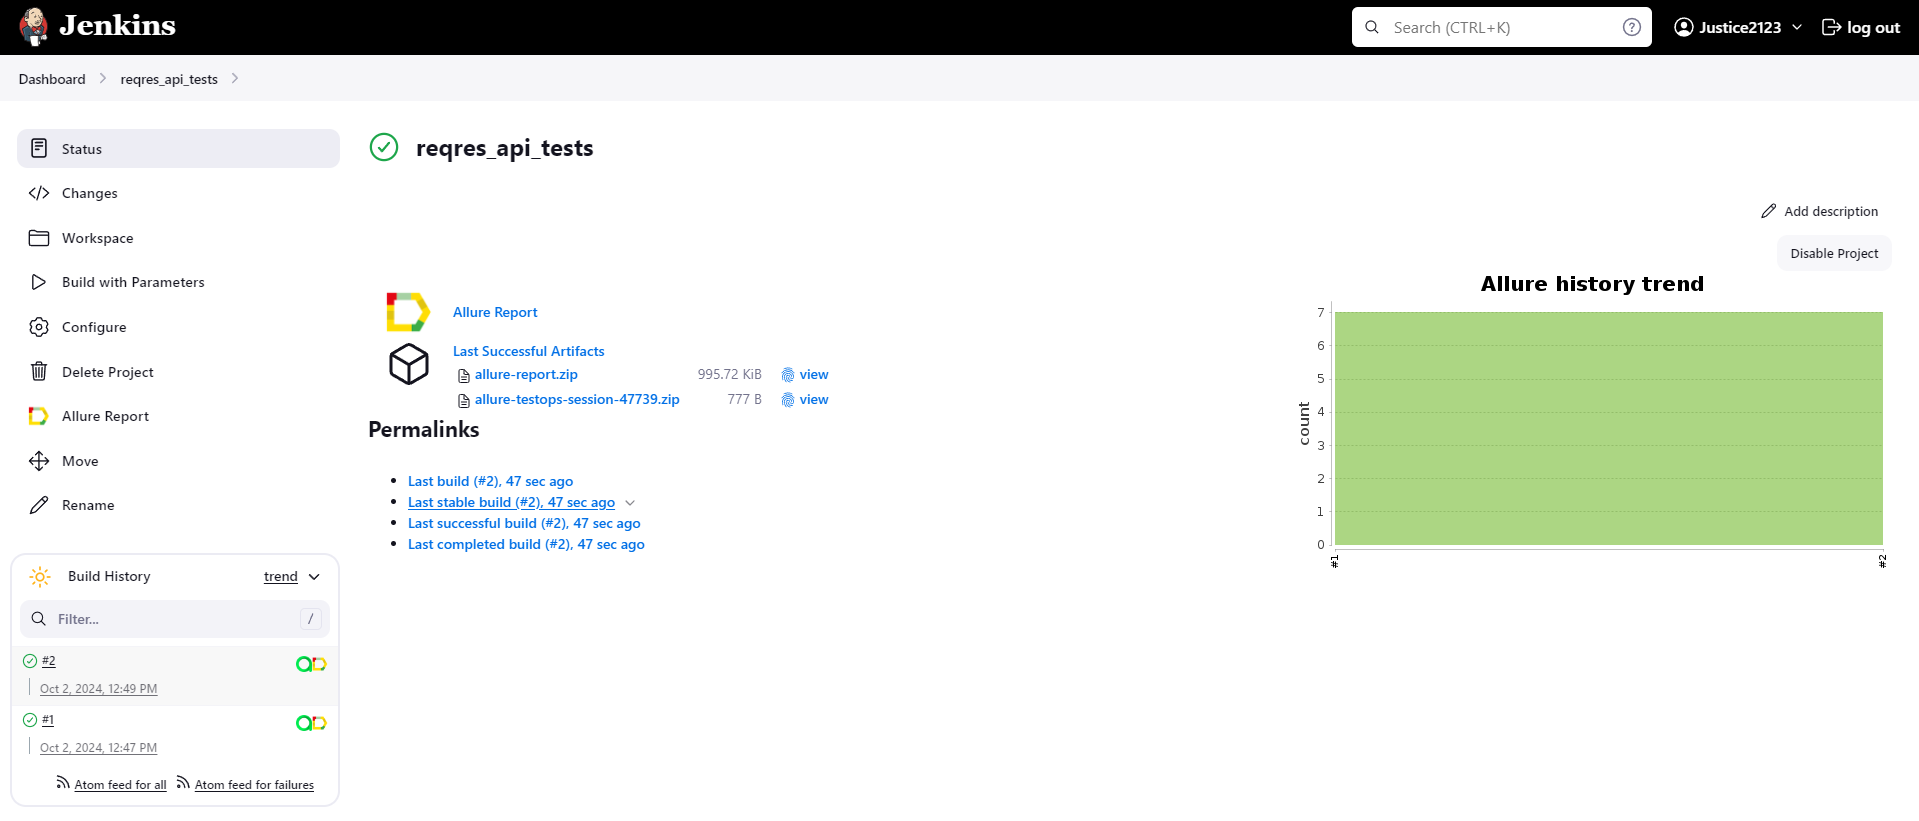 Jenkins
Search (CTRL+K)
?
Justice2123
log out
Dashboard
reqres_api_tests
Status
Changes
Workspace
Build with Parameters
Configure
Delete Project
Allure Report
Move
Rename
Build History
trend
Filter...
/
#2
Oct 2, 2024, 12:49 PM
#1
Oct 2, 2024, 12:47 PM
Atom feed for all
Atom feed for failures
reqres_api_tests
Add description
Disable Project
Allure Report
Last Successful Artifacts
allure-report.zip 995.72 KiB view
allure-testops-session-47739.zip 777 B view
Permalinks
Last build (#2), 47 sec ago
Last stable build (#2), 47 sec ago
Last successful build (#2), 47 sec ago
Last completed build (#2), 47 sec ago
Allure history trend
count
7
6
5
4
3
2
1
0
#1
#2